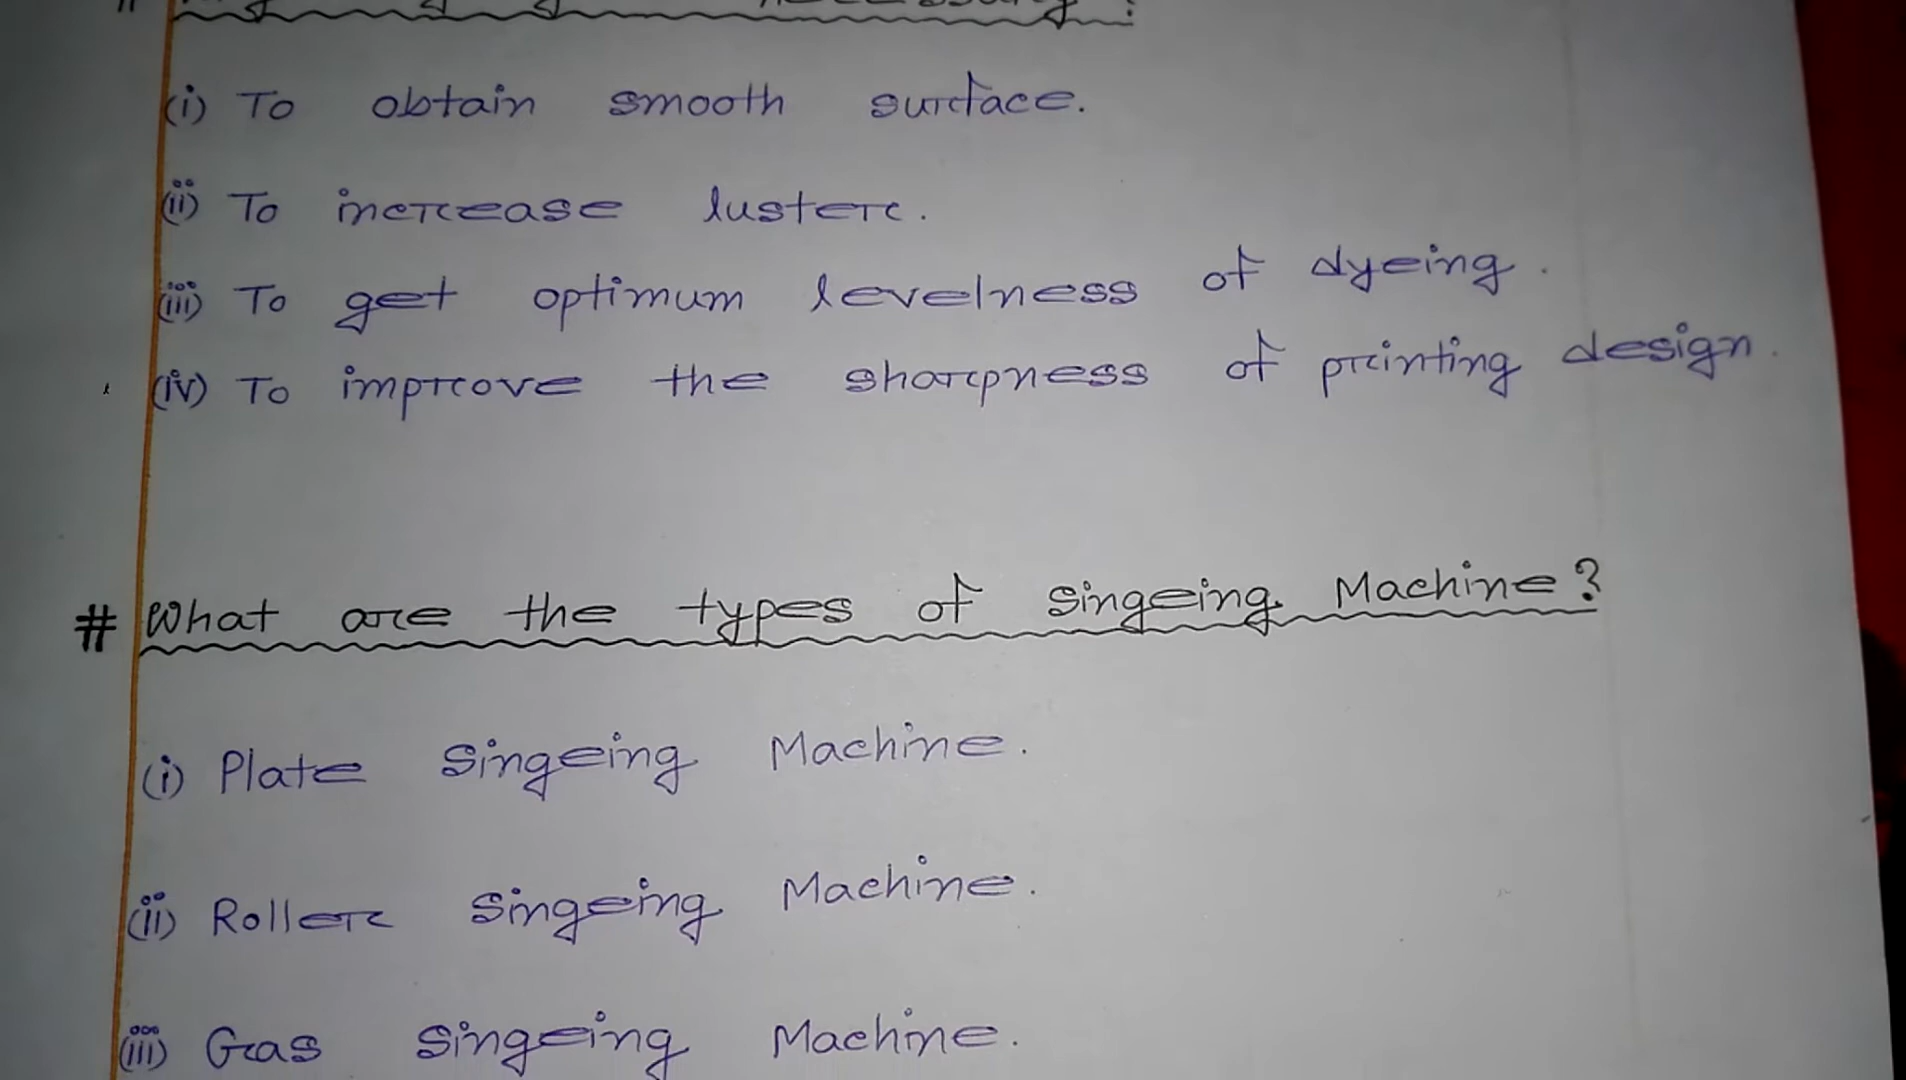 (i) To obtain smooth surface.
(ii) To increase luster.
(iii) To get optimum levelness of dyeing.
(iv) To improve the sharpness of printing design.
# What are the types of Singeing Machine?
(i) Plate Singeing Machine.
(ii) Roller Singeing Machine.
(iii) Gas Singeing Machine.